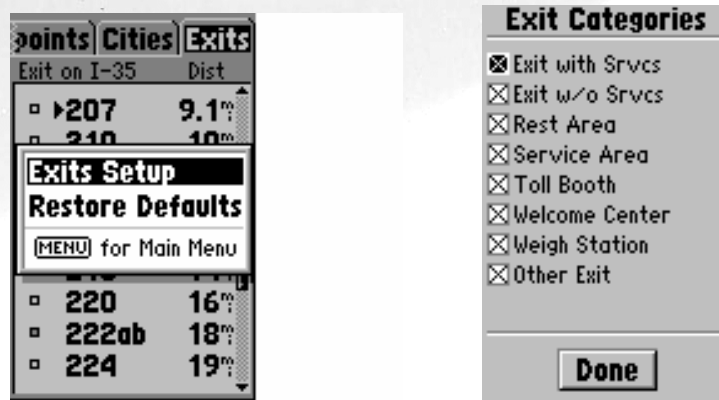 points Cities Exits
Exit on I-35 Dist
207 9.1m
210 10m
Exits Setup
Restore Defaults
MENU for Main Menu
220 16m
222ab 18m
224 19m
Exit Categories
Exit with Srvcs
Exit w/o Srvcs
Rest Area
Service Area
Toll Booth
Welcome Center
Weigh Station
Other Exit
Done